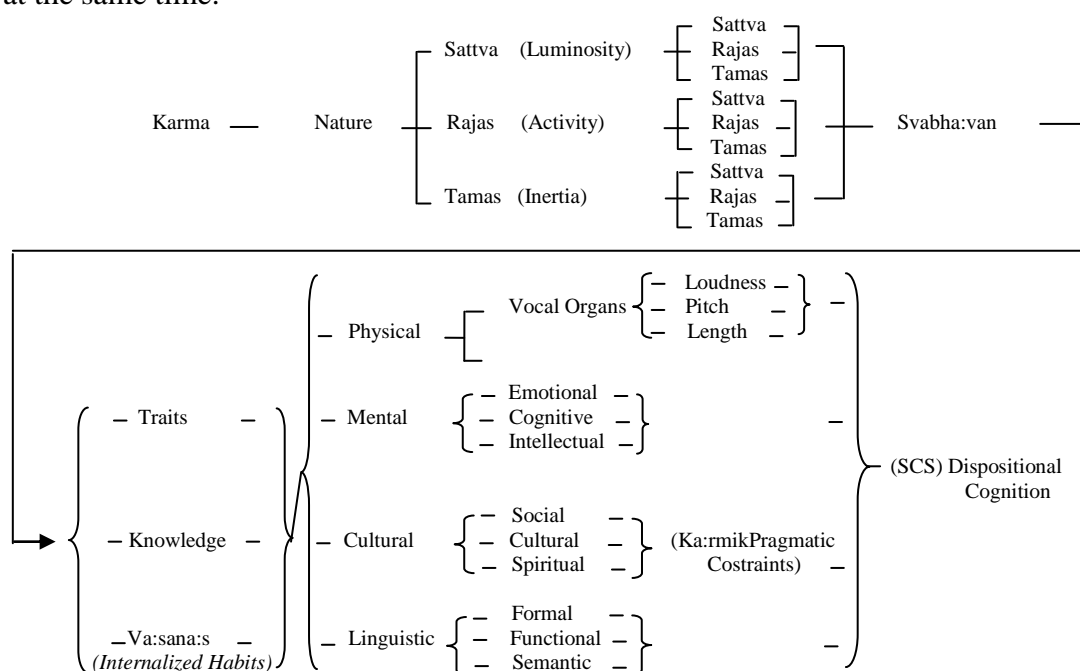 at the same time.
Sattva
Sattva (Luminosity) Rajas
Tamas
Sattva
Karma Nature Rajas (Activity) Rajas Svabha:van
Tamas
Sattva
Tamas (Inertia) Rajas
Tamas
Loudness
Vocal Organs Pitch
Physical Length
Emotional
Traits Mental Cognitive
Intellectual
(SCS) Dispositional
Cognition
Social
Knowledge Cultural Cultural (Ka:rmikPragmatic
Spiritual Costraints)
Formal
Va:sana:s Linguistic Functional
(Internalized Habits) Semantic